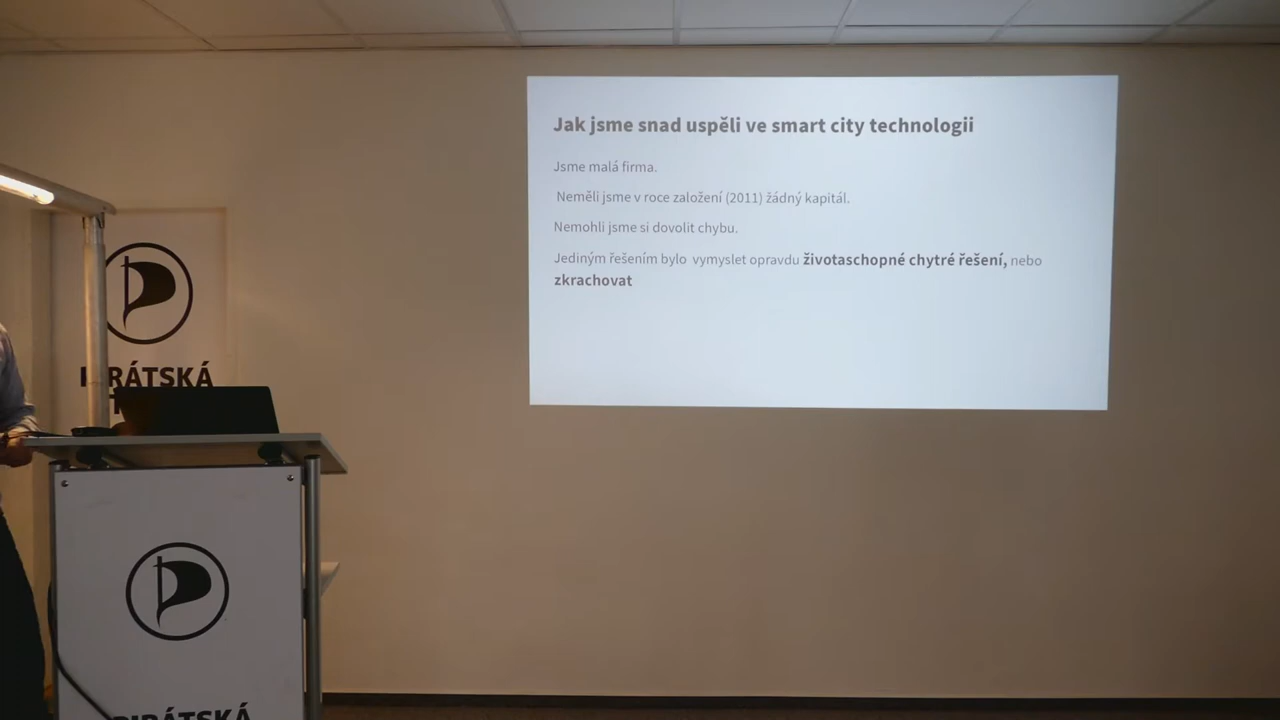 Jak jsme snad uspěli ve smart city technologii
Jsme malá firma.
Neměli jsme v roce založení (2011) žádný kapitál.
Nemohli jsme si dovolit chybu.
Jediným řešením bylo vymyslet opravdu životaschopné chytré řešení, nebo
zkrachovat
PIRÁTSKÁ
PIRÁTSKÁ